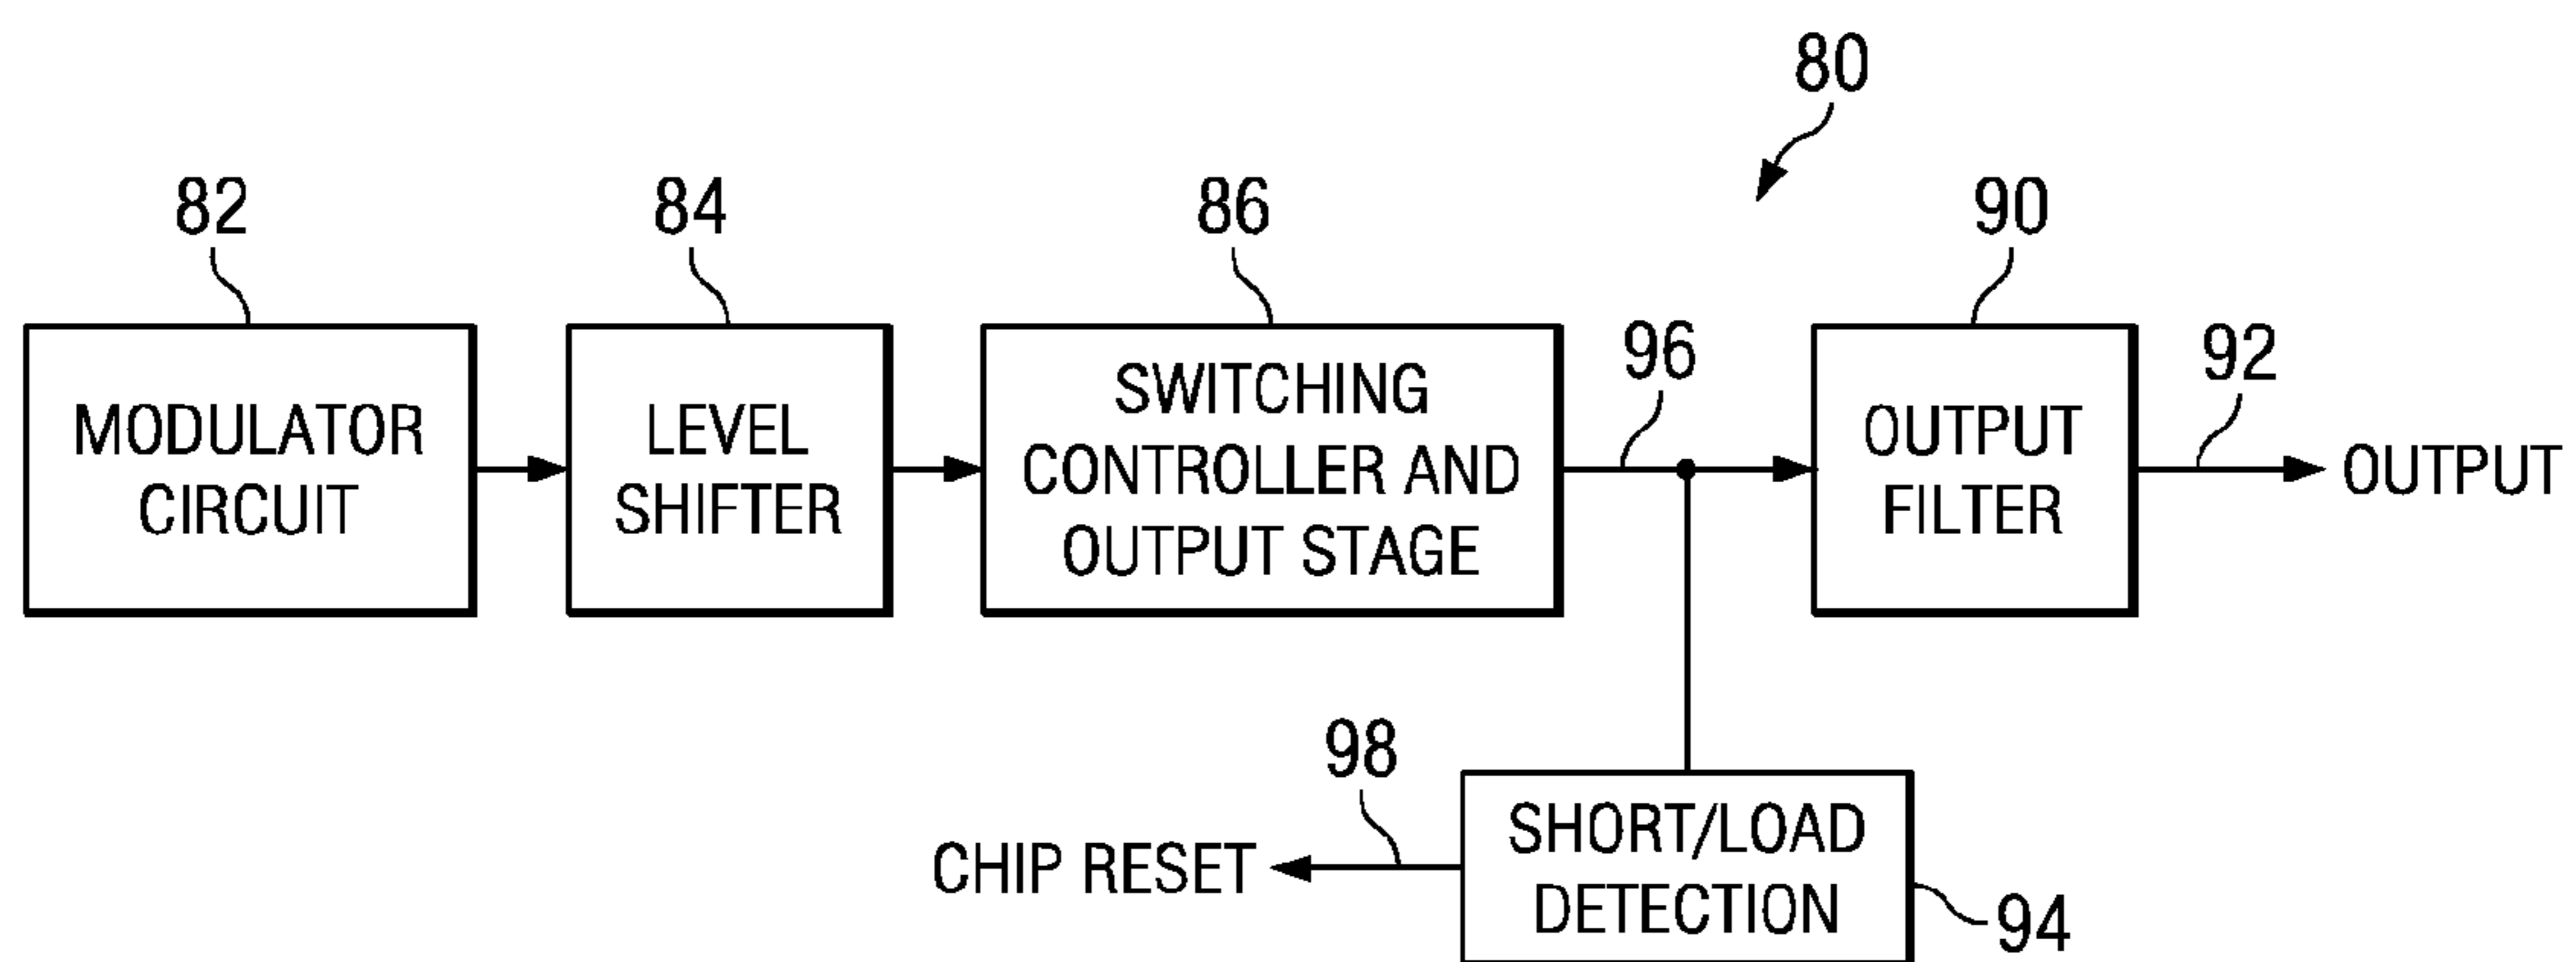 80
82
84
86
90
MODULATOR
CIRCUIT
LEVEL
SHIFTER
SWITCHING
CONTROLLER AND
OUTPUT STAGE
96
OUTPUT
FILTER
92
OUTPUT
98
CHIP RESET
SHORT/LOAD
DETECTION
94